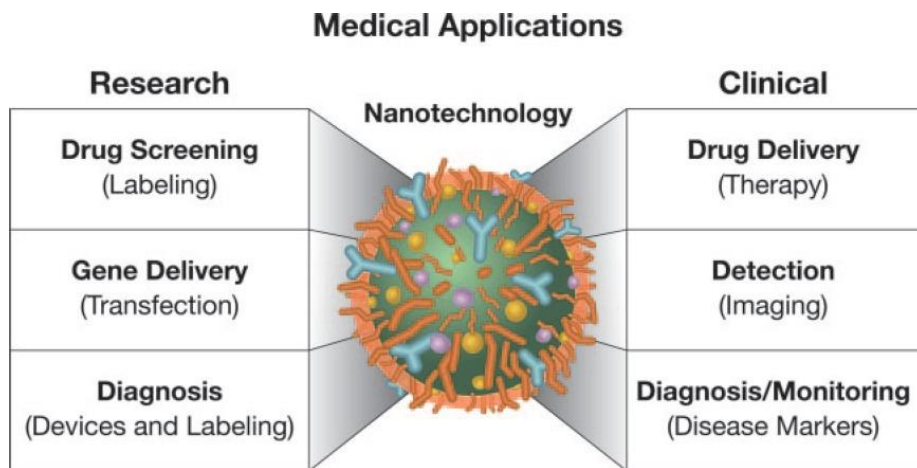 Medical Applications
Research
Clinical
Nanotechnology
Drug Screening
(Labeling)
Gene Delivery
(Transfection)
Diagnosis
(Devices and Labeling)
Drug Delivery
(Therapy)
Detection
(Imaging)
Diagnosis/Monitoring
(Disease Markers)